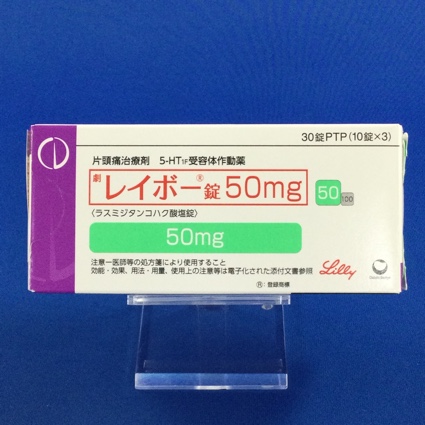 30錠PTP(10錠×3)
片頭痛治療剤 5-HT1F受容体作動薬
劇 レイボー®錠50mg
50
100
〈ラスミジタンコハク酸塩錠〉
50mg
注意―医師等の処方箋により使用すること
効能・効果、用法・用量、使用上の注意等は電子化された添付文書参照
Lilly
Ⓡ:登録商標